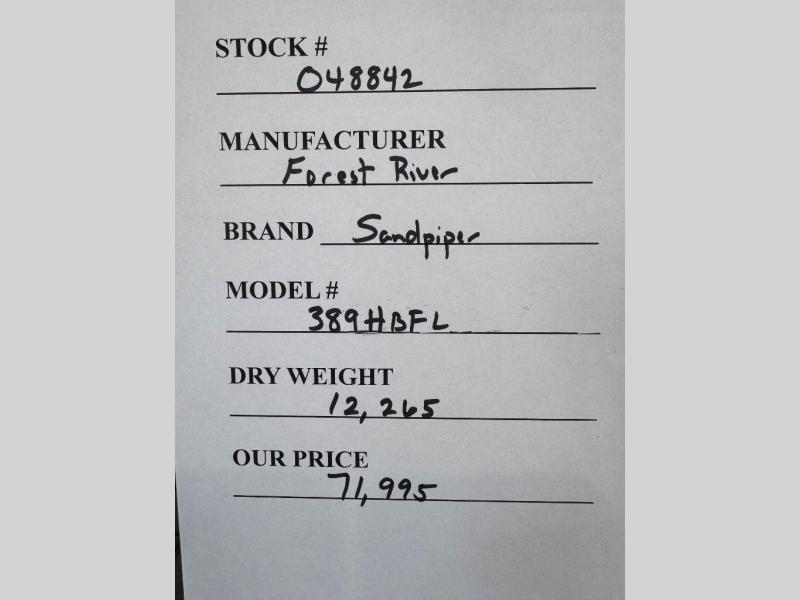 STOCK #
048842
MANUFACTURER
Forest River
BRAND Sandpiper
MODEL #
389HBFL
DRY WEIGHT
12,265
OUR PRICE
71,995